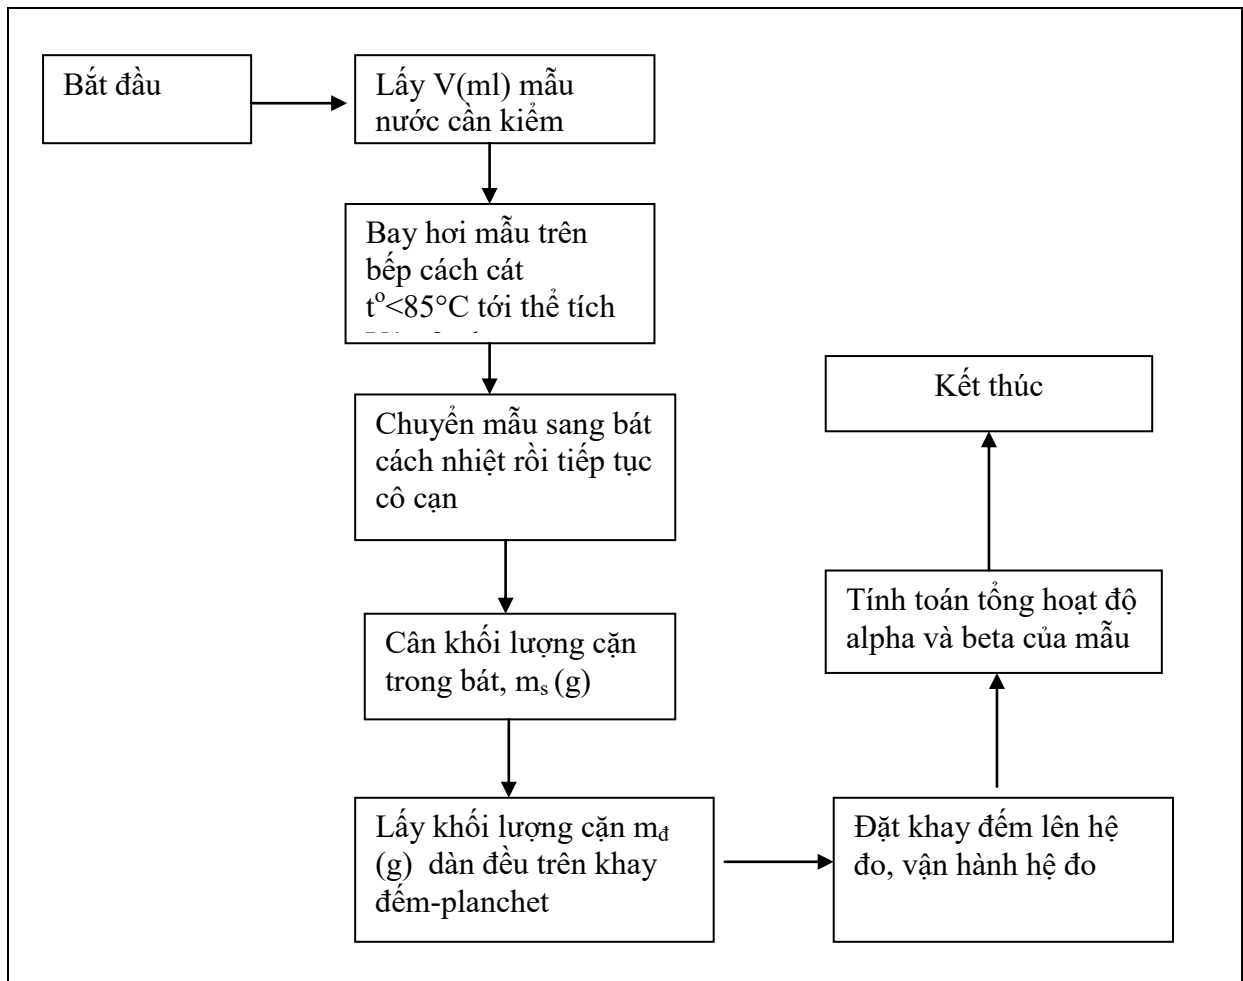 Bắt đầu
Lấy V(ml) mẫu
nước cần kiểm
Bay hơi mẫu trên
bếp cách cát
tº<85°C tới thể tích
Chuyển mẫu sang bát
cách nhiệt rồi tiếp tục
cô cạn
Cân khối lượng cặn
trong bát, mₛ (g)
Lấy khối lượng cặn mđ
(g) dàn đều trên khay
đếm-planchet
Đặt khay đếm lên hệ
đo, vận hành hệ đo
Tính toán tổng hoạt độ
alpha và beta của mẫu
Kết thúc